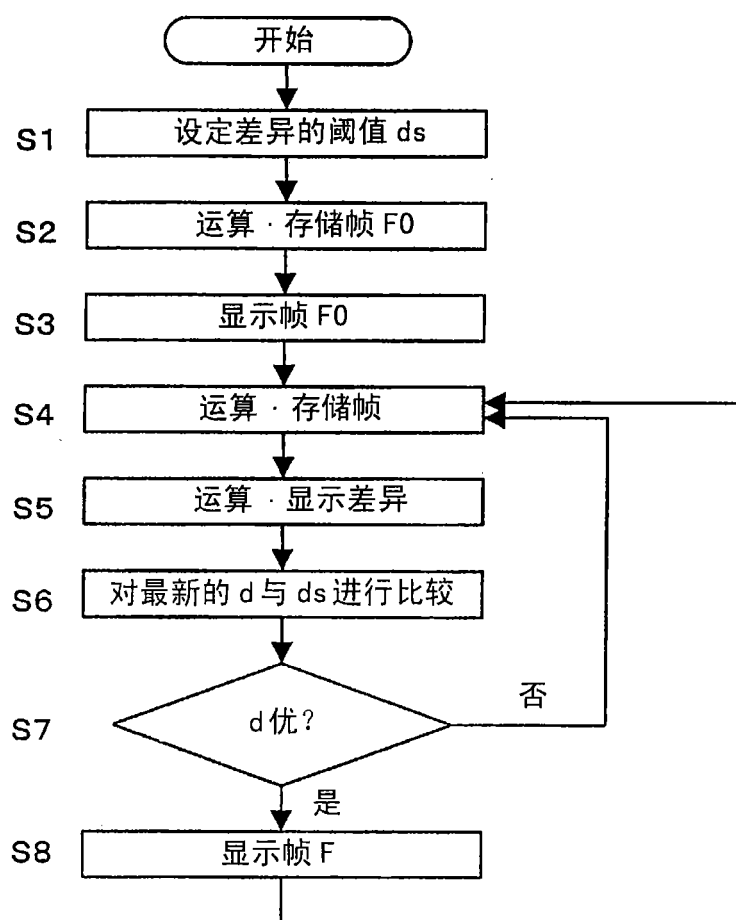 开始
S1 设定差异的阈值 ds
S2 运算·存储帧 F0
S3 显示帧 F0
S4 运算·存储帧
S5 运算·显示差异
S6 对最新的 d 与 ds 进行比较
S7 d 优？ 否
是
S8 显示帧 F